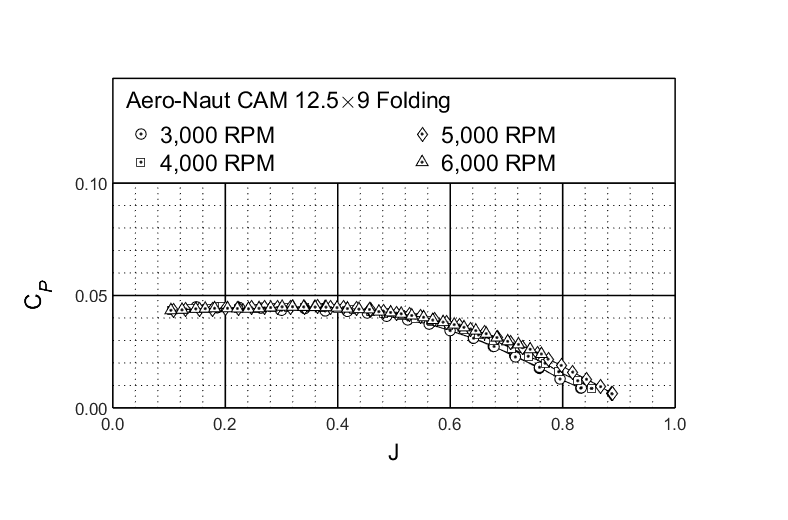 Aero-Naut CAM 12.5×9 Folding
3,000 RPM
5,000 RPM
4,000 RPM
6,000 RPM
0.10
0.05
0.00
C_P
0.0 0.2 0.4 0.6 0.8 1.0
J